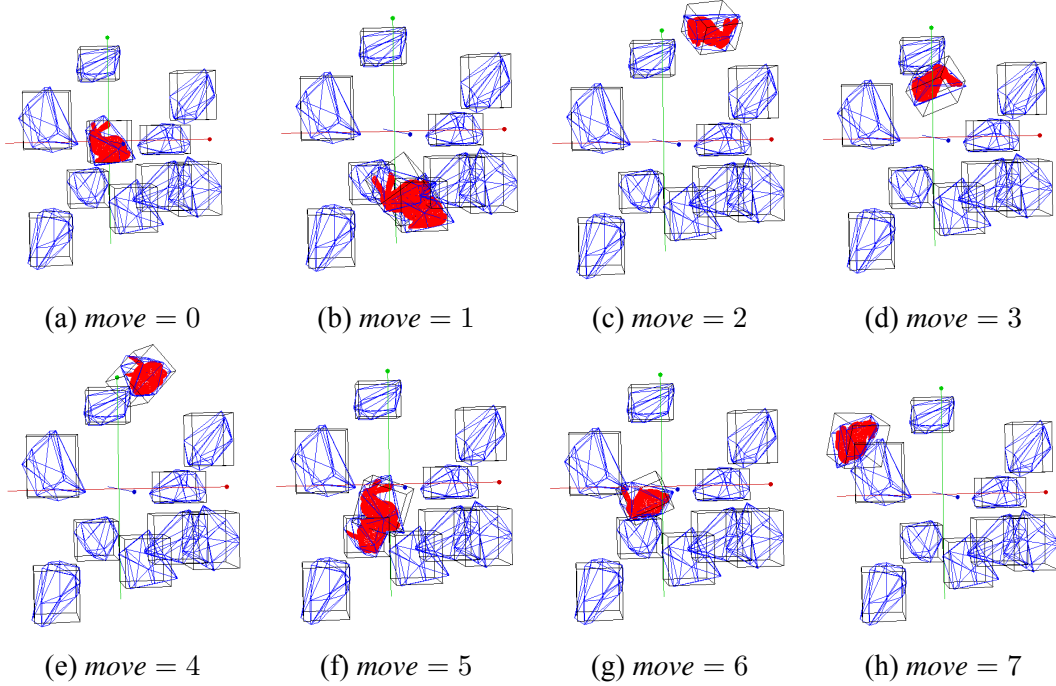 (a) move = 0
(b) move = 1
(c) move = 2
(d) move = 3
(e) move = 4
(f) move = 5
(g) move = 6
(h) move = 7